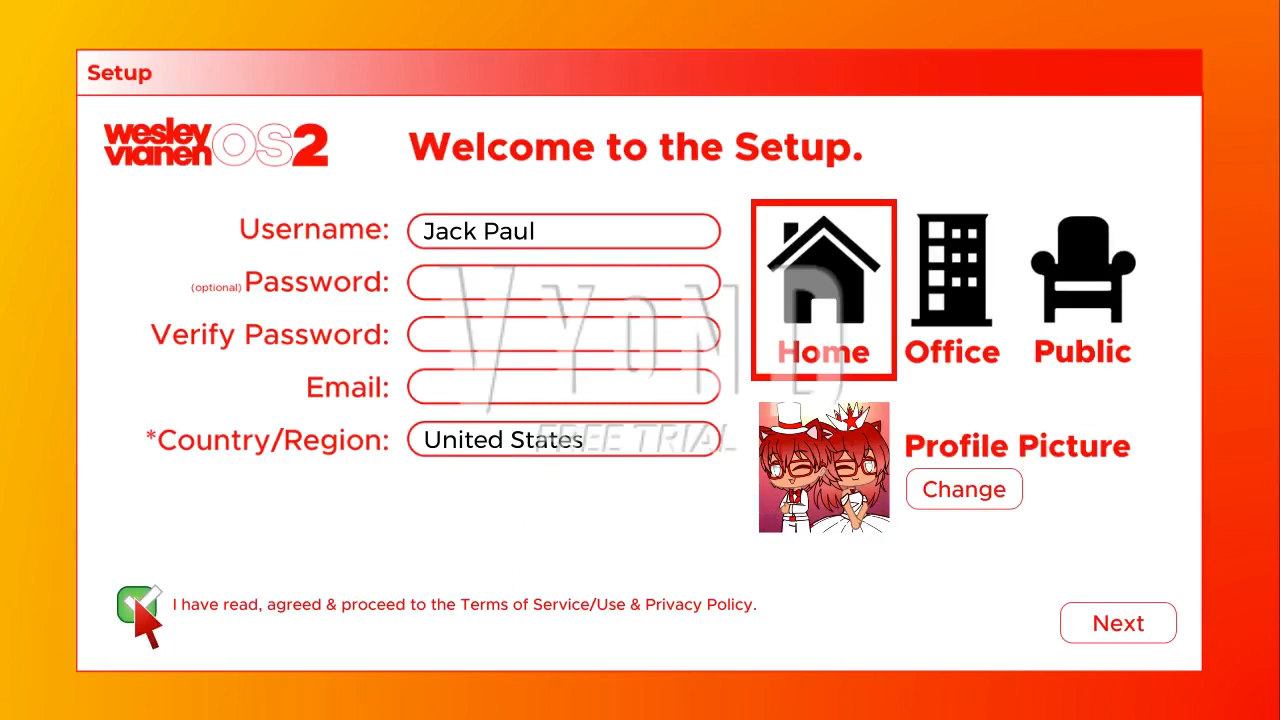 Setup
wesley
vianen OS2
Welcome to the Setup.
Username: Jack Paul
(optional) Password:
Verify Password:
Email:
*Country/Region: United States
Home Office Public
Profile Picture
Change
I have read, agreed & proceed to the Terms of Service/Use & Privacy Policy.
Next
VYOND
FREE TRIAL